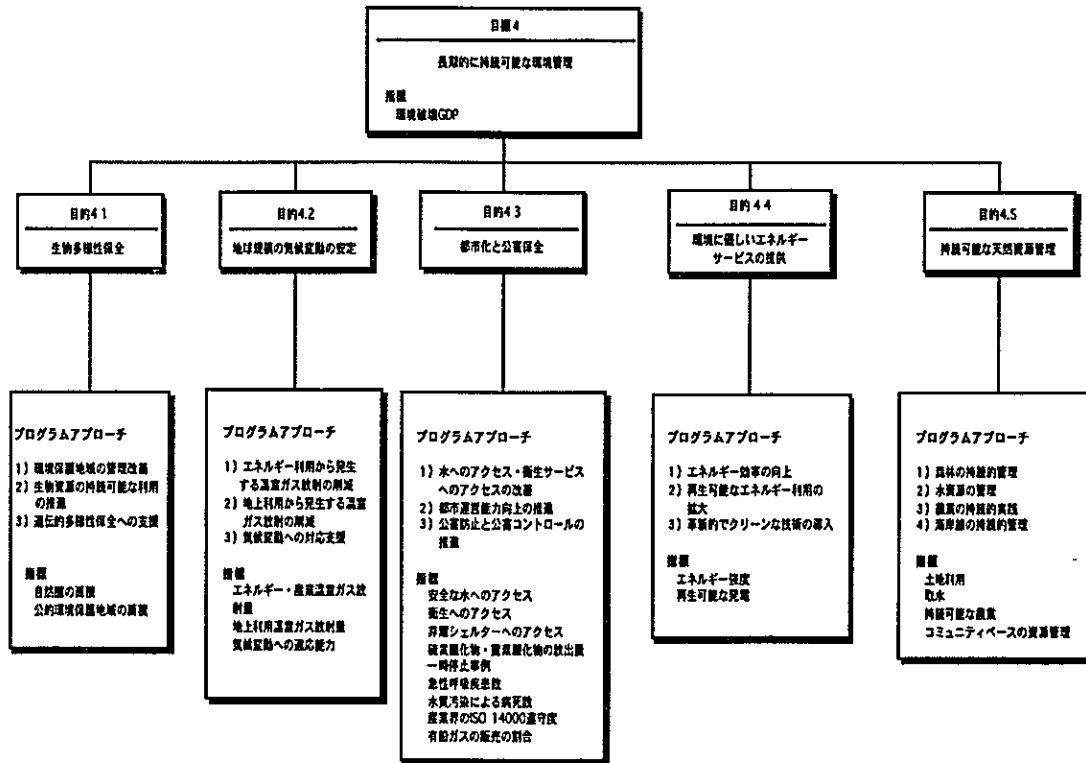 目標4
長期的に持続可能な環境管理
指標
環境破壊GDP
目的4 1
生物多様性保全
目的4.2
地球規模の気候変動の安定
目的4 3
都市化と公害保全
目的4 4
環境に優しいエネルギー
サービスの提供
目的4.5
持続可能な天然資源管理
プログラムアプローチ
1) 環境保護地域の管理改善
2) 生物資源の持続可能な利用
の推進
3) 遺伝的多様性保全への支援
指標
自然圏の面積
公的環境保護地域の面積
プログラムアプローチ
1) エネルギー利用から発生
する温室ガス放射の削減
2) 地上利用から発生する温室
ガス放射の削減
3) 気候変動への対応支援
指標
エネルギー・産業温室ガス放
射量
地上利用温室ガス放射量
気候変動への適応能力
プログラムアプローチ
1) 水へのアクセス・衛生サービス
へのアクセスの改善
2) 都市運営能力向上の推進
3) 公害防止と公害コントロールの
推進
指標
安全な水へのアクセス
衛生へのアクセス
非難シェルターへのアクセス
硫黄酸化物・窒素酸化物の放出量
一時停止事例
急性呼吸疾患数
水質汚染による病死数
産業界のISO 14000遵守度
有鉛ガスの販売の割合
プログラムアプローチ
1) エネルギー効率の向上
2) 再生可能なエネルギー利用の
拡大
3) 革新的でクリーンな技術の導入
指標
エネルギー強度
再生可能な発電
プログラムアプローチ
1) 森林の持続的管理
2) 水資源の管理
3) 農業の持続的実践
4) 海岸線の持続的管理
指標
土地利用
取水
持続可能な農業
コミュニティベースの資源管理